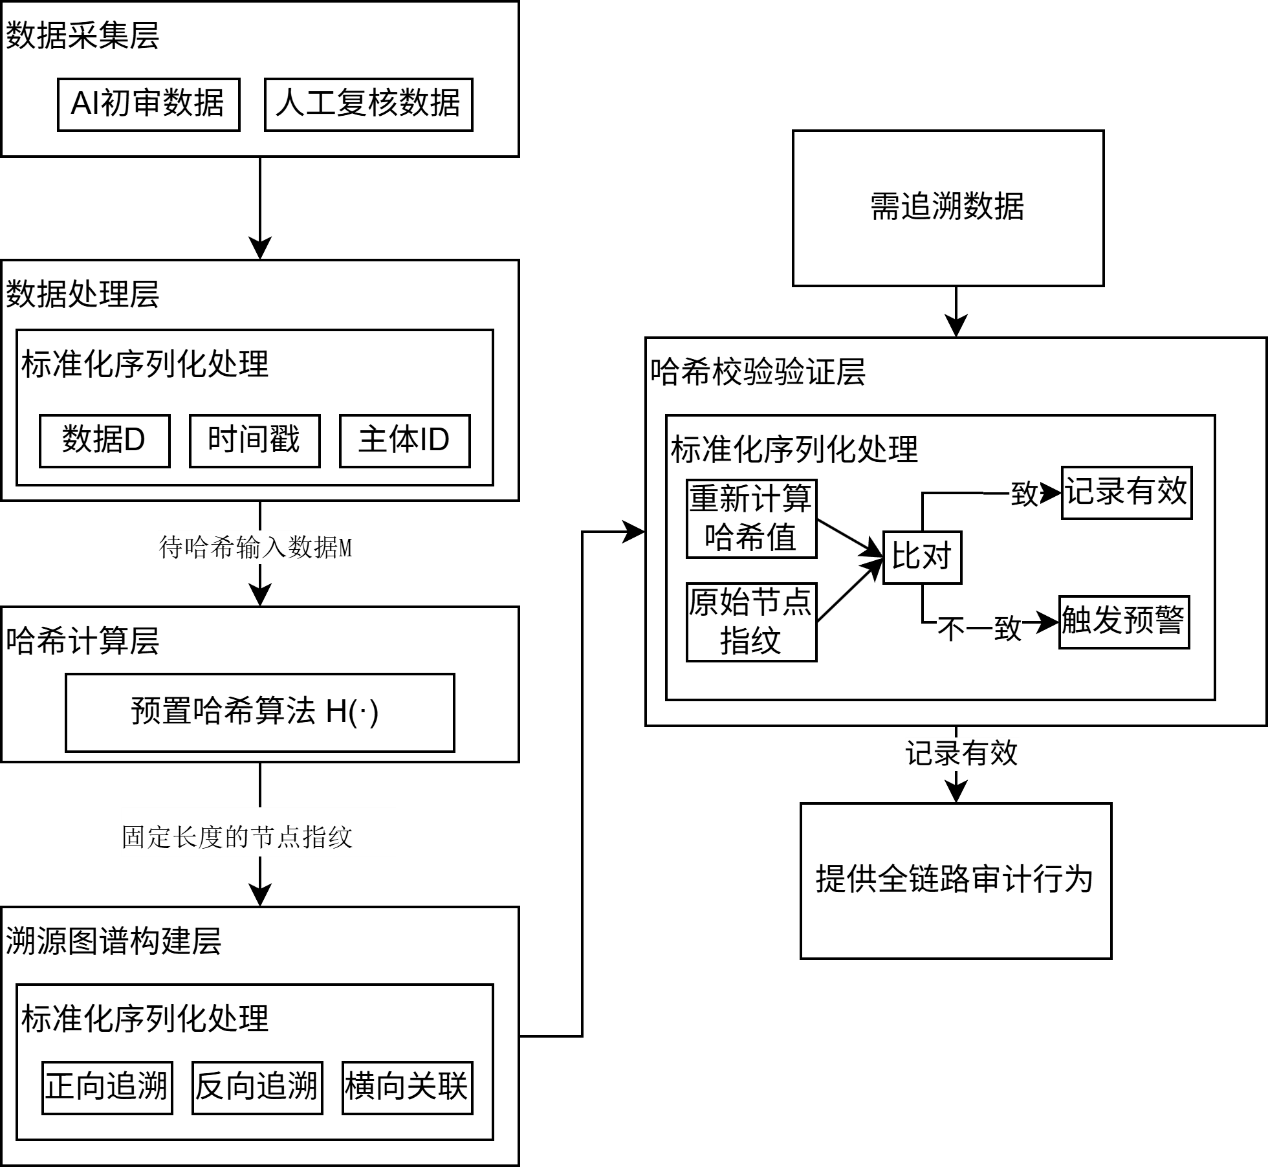 数据采集层
AI初审数据
人工复核数据
数据处理层
标准化序列化处理
数据D
时间戳
主体ID
待哈希输入数据M
哈希计算层
预置哈希算法 H(·)
固定长度的节点指纹
溯源图谱构建层
标准化序列化处理
正向追溯
反向追溯
横向关联
需追溯数据
哈希校验验证层
标准化序列化处理
重新计算
哈希值
原始节点
指纹
比对
一致
记录有效
不一致
触发预警
记录有效
提供全链路审计行为